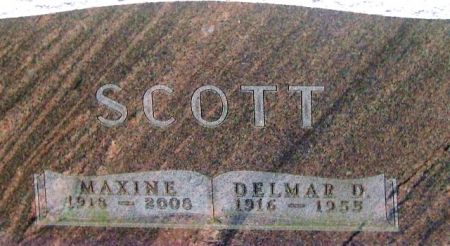 SCOTT
MAXINE DELMAR D.
1918 - 2008 1916 - 1955